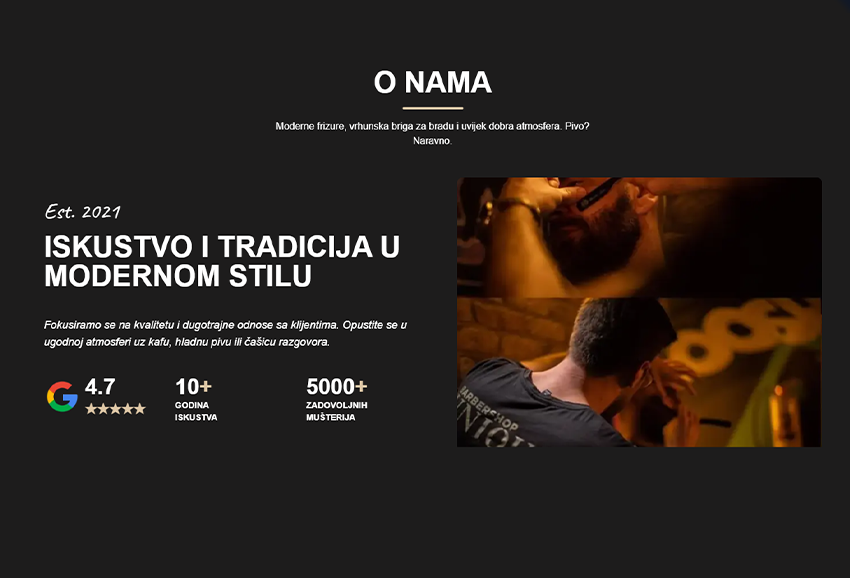 O NAMA
Moderne frizure, vrhunska briga za bradu i uvijek dobra atmosfera. Pivo?
Naravno.
Est. 2021
ISKUSTVO I TRADICIJA U
MODERNOM STILU
Fokusiramo se na kvalitetu i dugotrajne odnose sa klijentima. Opustite se u
ugodnoj atmosferi uz kafu, hladnu pivu ili čašicu razgovora.
4.7
10+
GODINA
ISKUSTVA
5000+
ZADOVOLJNIH
MUŠTERIJA
BARBERSHOP